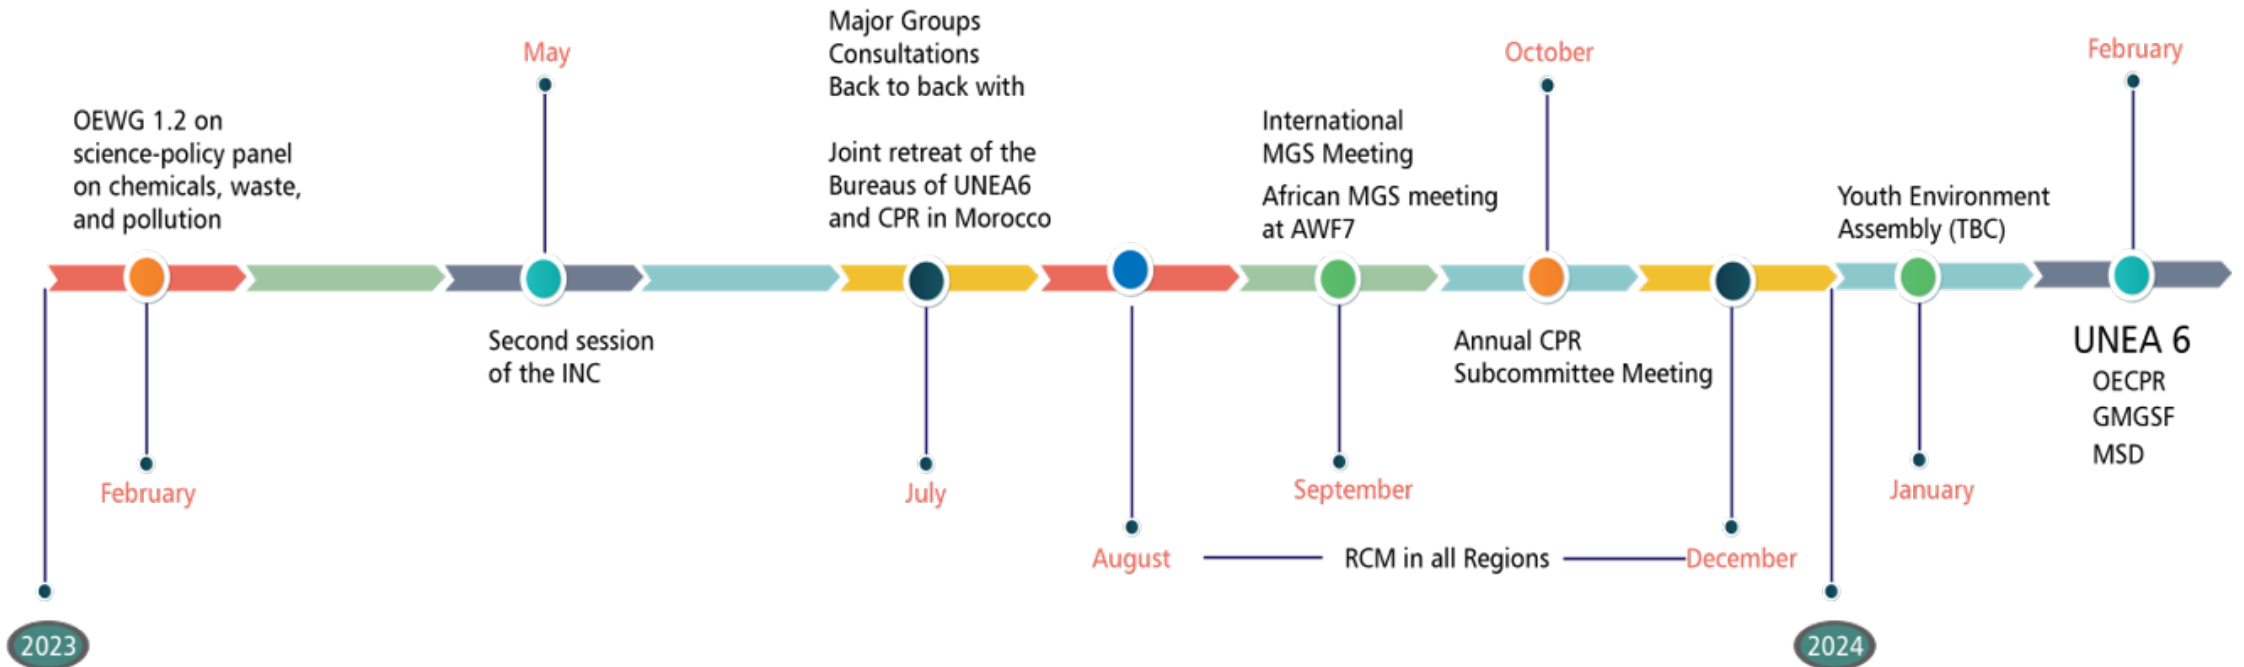 OEWG 1.2 on
science-policy panel
on chemicals, waste,
and pollution
February
May
Second session
of the INC
Major Groups
Consultations
Back to back with
Joint retreat of the
Bureaus of UNEA6
and CPR in Morocco
July
August
RCM in all Regions
December
International
MGS Meeting
African MGS meeting
at AWF7
September
October
Annual CPR
Subcommittee Meeting
Youth Environment
Assembly (TBC)
January
February
UNEA 6
OECPR
GMGSF
MSD
2023
2024